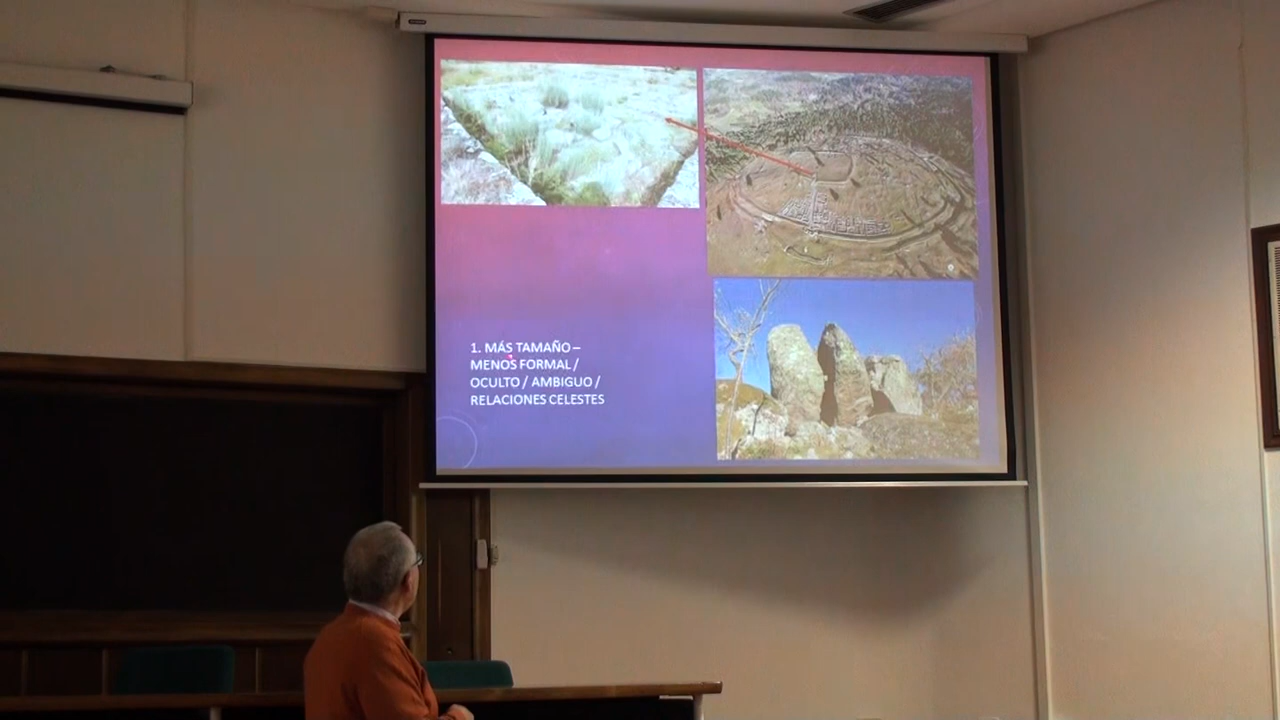 1. MÁS TAMAÑO –
MENOS FORMAL /
OCULTO / AMBIGUO /
RELACIONES CELESTES